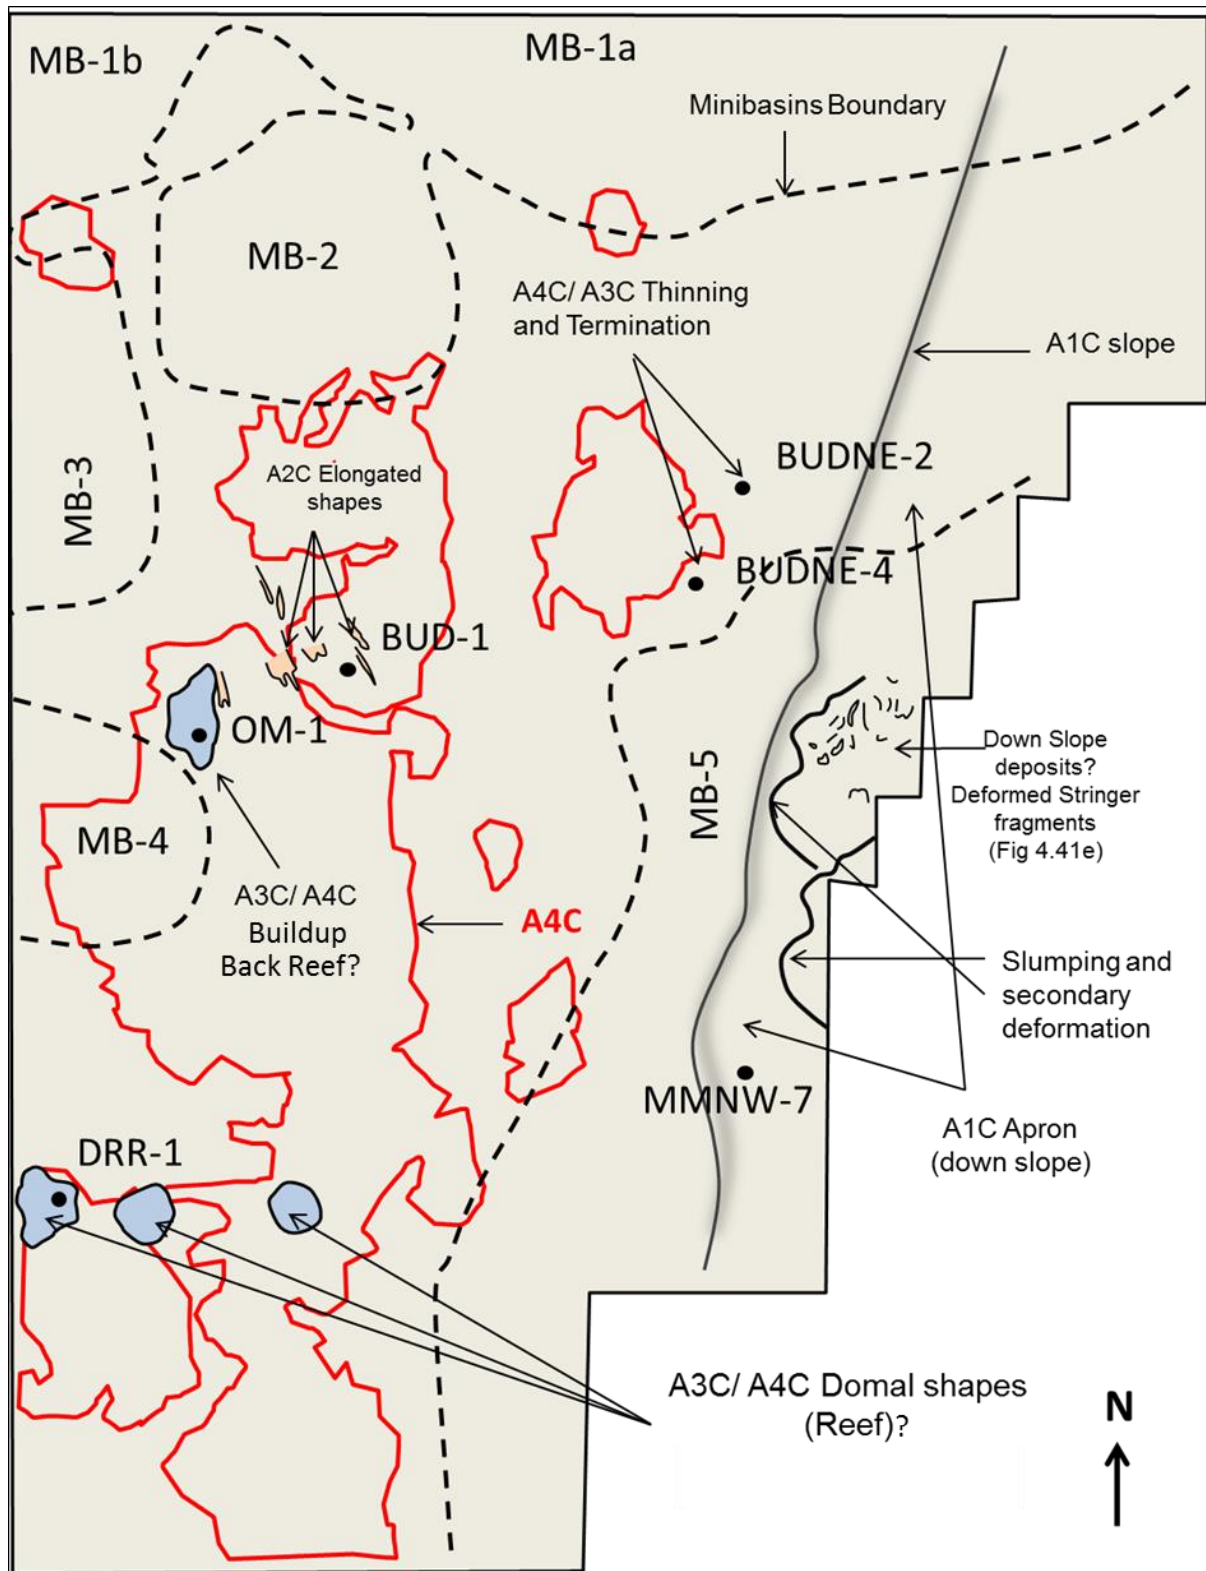 MB-1b
MB-1a
Minibasins Boundary
MB-2
A4C/ A3C Thinning
and Termination
A1C slope
MB-3
A2C Elongated
shapes
BUDNE-2
BUDNE-4
BUD-1
OM-1
MB-5
Down Slope
deposits?
Deformed Stringer
fragments
(Fig 4.41e)
MB-4
A3C/ A4C
Buildup
Back Reef?
A4C
Slumping and
secondary
deformation
MMNW-7
A1C Apron
(down slope)
DRR-1
A3C/ A4C Domal shapes
(Reef)?
N